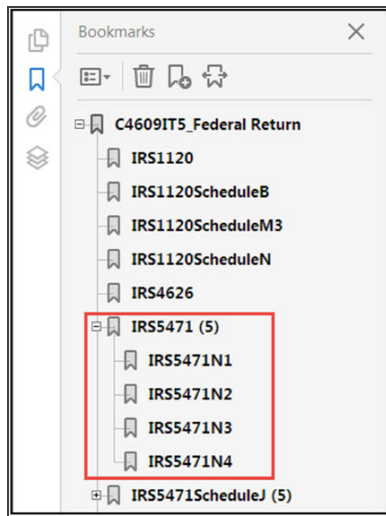 Bookmarks
C4609IT5_Federal Return
IRS1120
IRS1120ScheduleB
IRS1120ScheduleM3
IRS1120ScheduleN
IRS4626
IRS5471 (5)
IRS5471N1
IRS5471N2
IRS5471N3
IRS5471N4
IRS5471ScheduleJ (5)